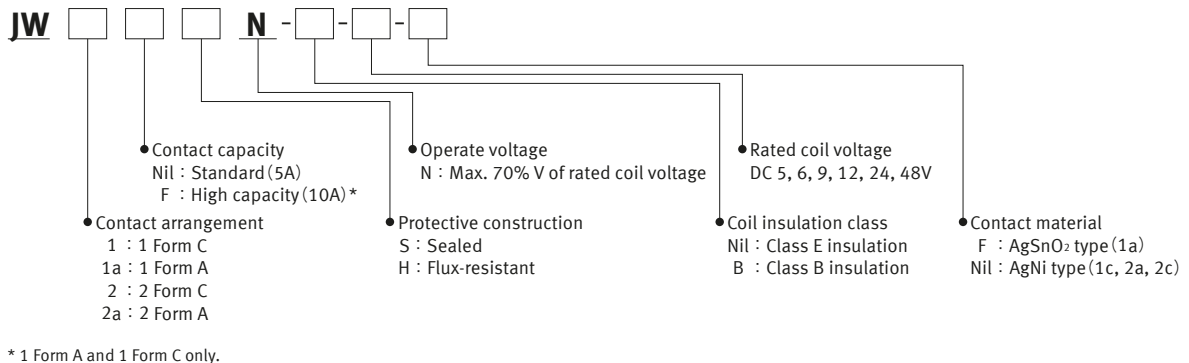 JW N - - -
Contact capacity
Nil : Standard (5A)
F : High capacity (10A) *
Operate voltage
N : Max. 70% V of rated coil voltage
Rated coil voltage
DC 5, 6, 9, 12, 24, 48V
Contact arrangement
1 : 1 Form C
1a : 1 Form A
2 : 2 Form C
2a : 2 Form A
Protective construction
S : Sealed
H : Flux-resistant
Coil insulation class
Nil : Class E insulation
B : Class B insulation
Contact material
F : AgSnO₂ type (1a)
Nil : AgNi type (1c, 2a, 2c)
* 1 Form A and 1 Form C only.